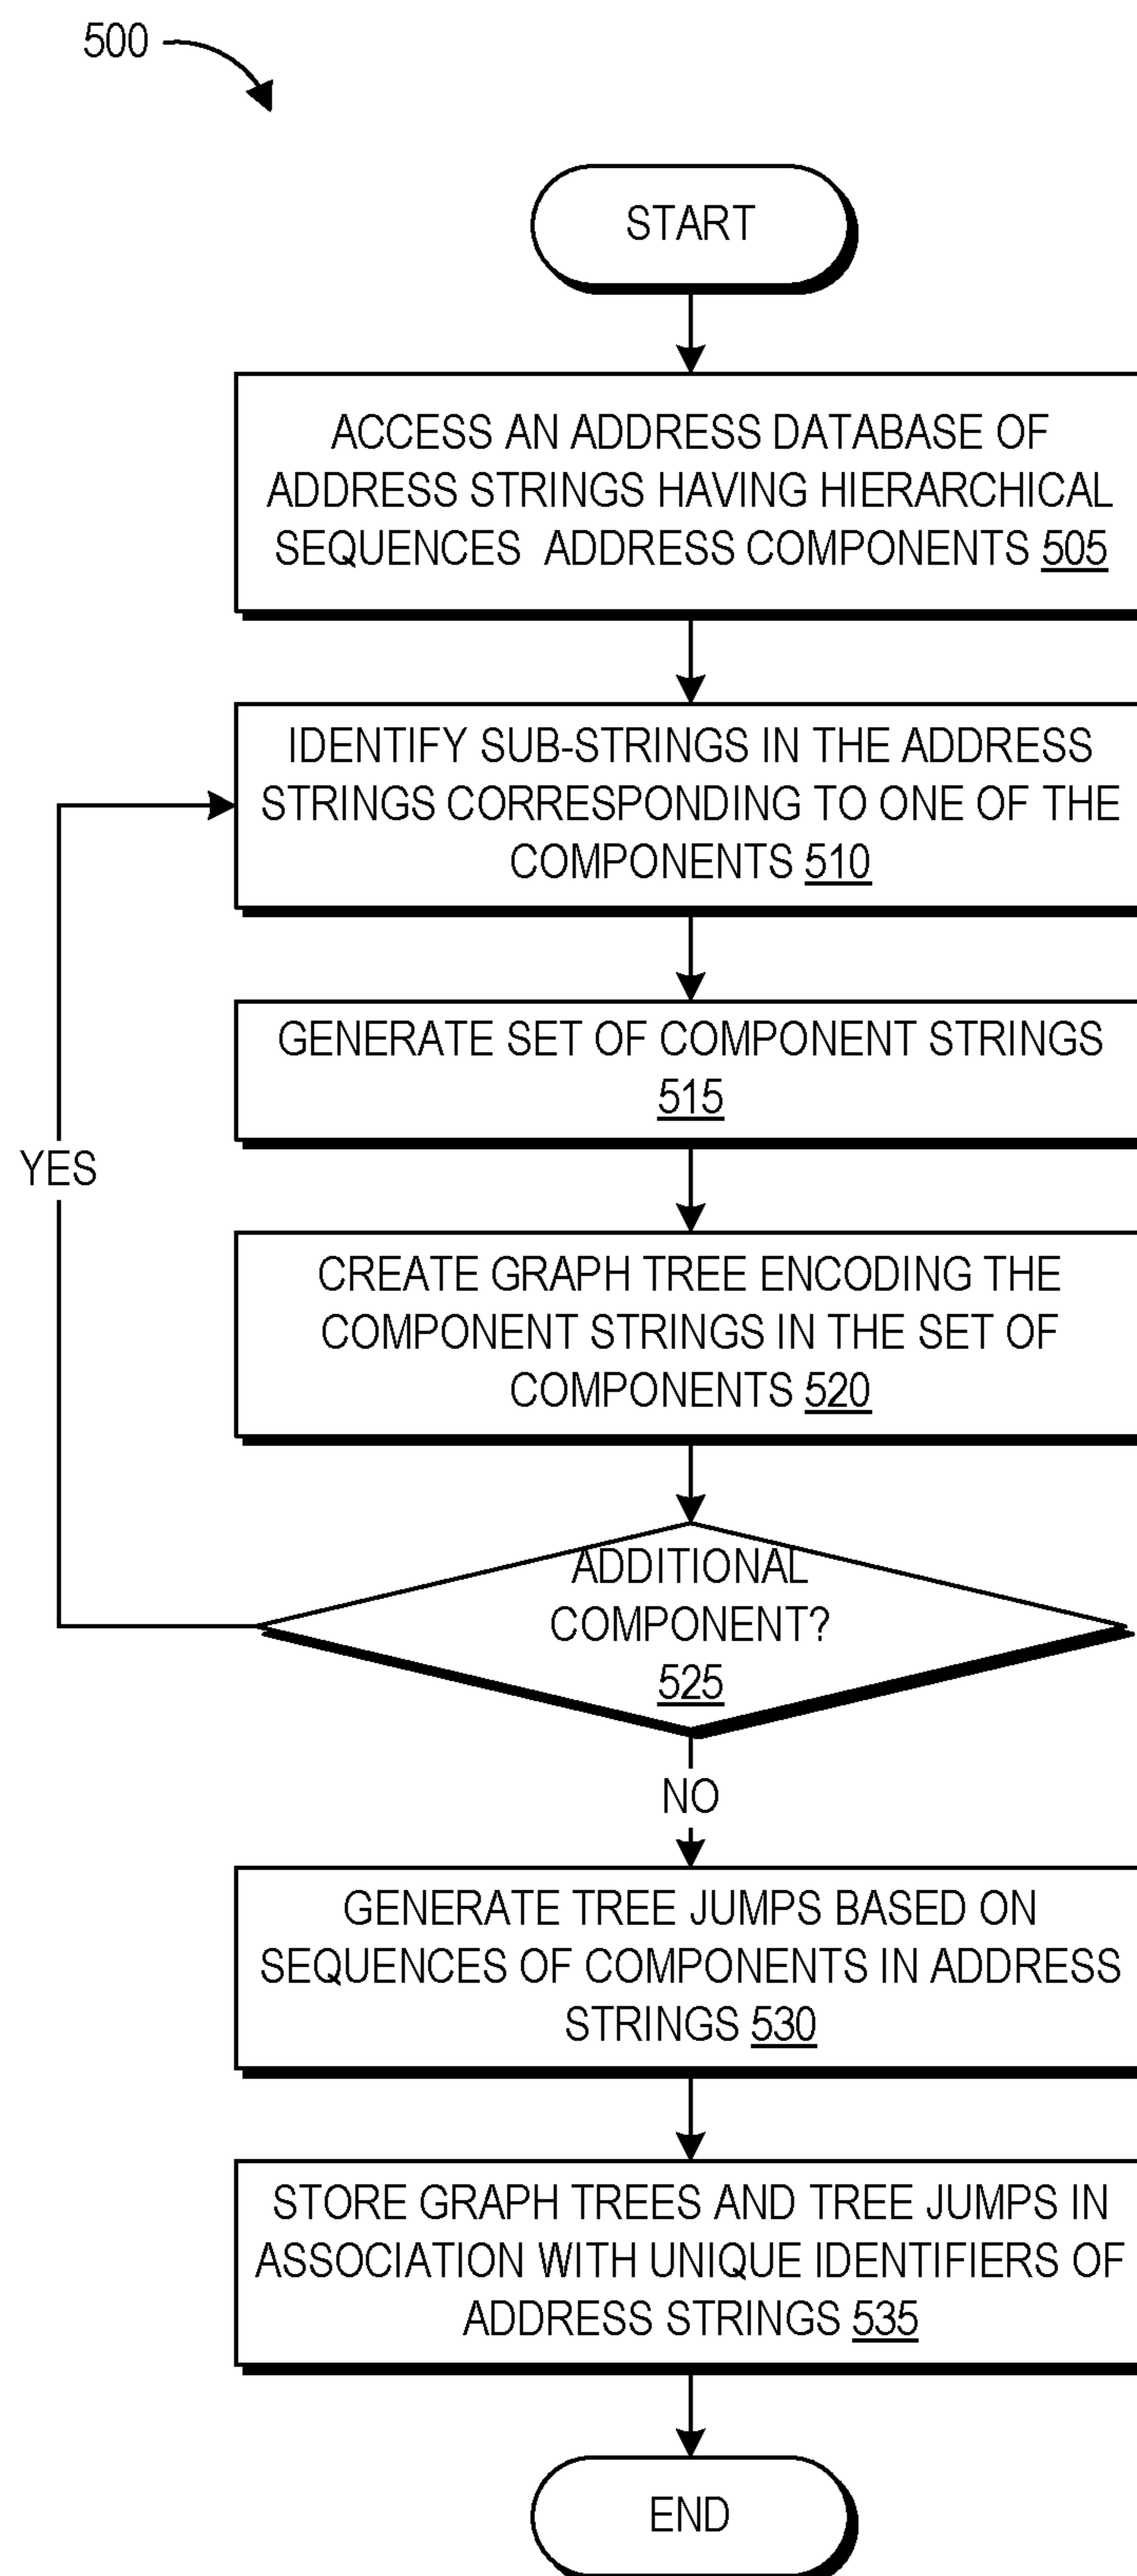 500
START
ACCESS AN ADDRESS DATABASE OF
ADDRESS STRINGS HAVING HIERARCHICAL
SEQUENCES ADDRESS COMPONENTS 505
IDENTIFY SUB-STRINGS IN THE ADDRESS
STRINGS CORRESPONDING TO ONE OF THE
COMPONENTS 510
GENERATE SET OF COMPONENT STRINGS
515
YES
CREATE GRAPH TREE ENCODING THE
COMPONENT STRINGS IN THE SET OF
COMPONENTS 520
ADDITIONAL
COMPONENT?
525
NO
GENERATE TREE JUMPS BASED ON
SEQUENCES OF COMPONENTS IN ADDRESS
STRINGS 530
STORE GRAPH TREES AND TREE JUMPS IN
ASSOCIATION WITH UNIQUE IDENTIFIERS OF
ADDRESS STRINGS 535
END